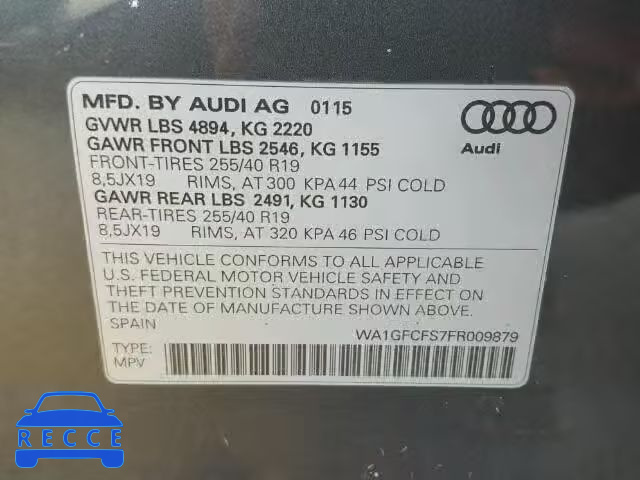 MFD. BY AUDI AG 0115
GVWR LBS 4894, KG 2220
GAWR FRONT LBS 2546, KG 1155
FRONT-TIRES 255/40 R19
8,5JX19 RIMS, AT 300 KPA 44 PSI COLD
GAWR REAR LBS 2491, KG 1130
REAR-TIRES 255/40 R19
8,5JX19 RIMS, AT 320 KPA 46 PSI COLD
Audi
THIS VEHICLE CONFORMS TO ALL APPLICABLE
U.S. FEDERAL MOTOR VEHICLE SAFETY AND
THEFT PREVENTION STANDARDS IN EFFECT ON
THE DATE OF MANUFACTURE SHOWN ABOVE.
SPAIN WA1GFCFS7FR009879
TYPE:
MPV
RECCE